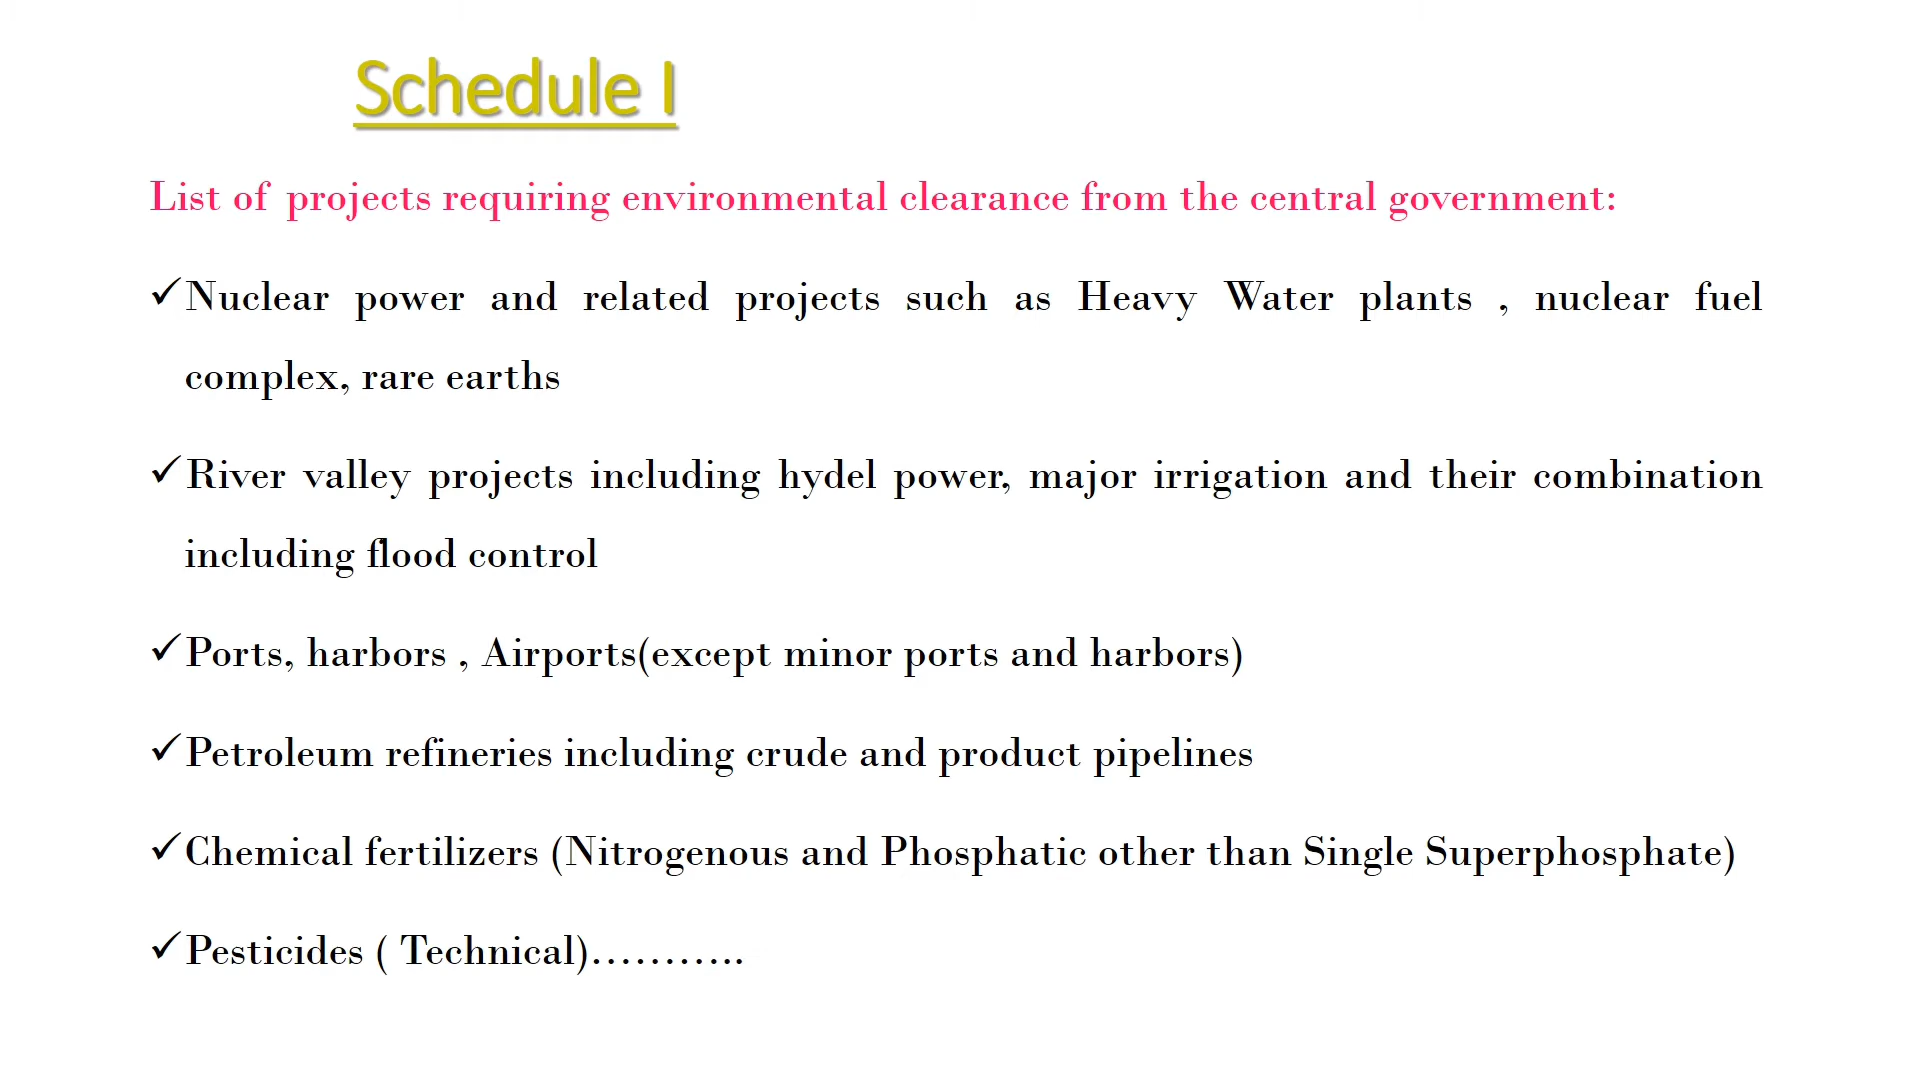 Schedule I
List of projects requiring environmental clearance from the central government:
✓Nuclear power and related projects such as Heavy Water plants , nuclear fuel
complex, rare earths
✓River valley projects including hydel power, major irrigation and their combination
including flood control
✓Ports, harbors , Airports(except minor ports and harbors)
✓Petroleum refineries including crude and product pipelines
✓Chemical fertilizers (Nitrogenous and Phosphatic other than Single Superphosphate)
✓Pesticides ( Technical)………..